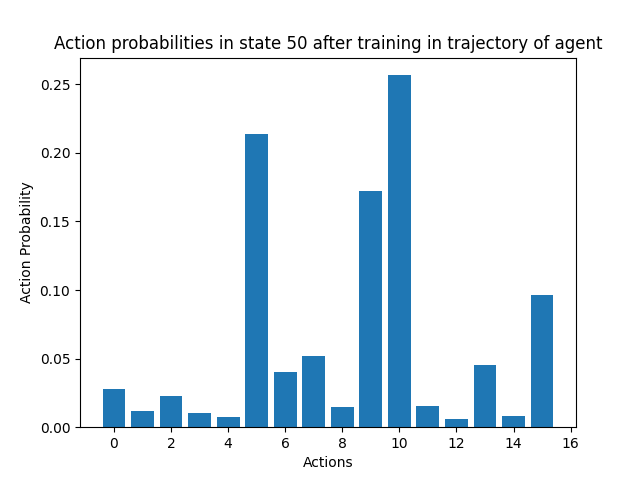 Action probabilities in state 50 after training in trajectory of agent
0.25
0.20
0.15
0.10
0.05
0.00
Action Probability
0 2 4 6 8 10 12 14 16
Actions